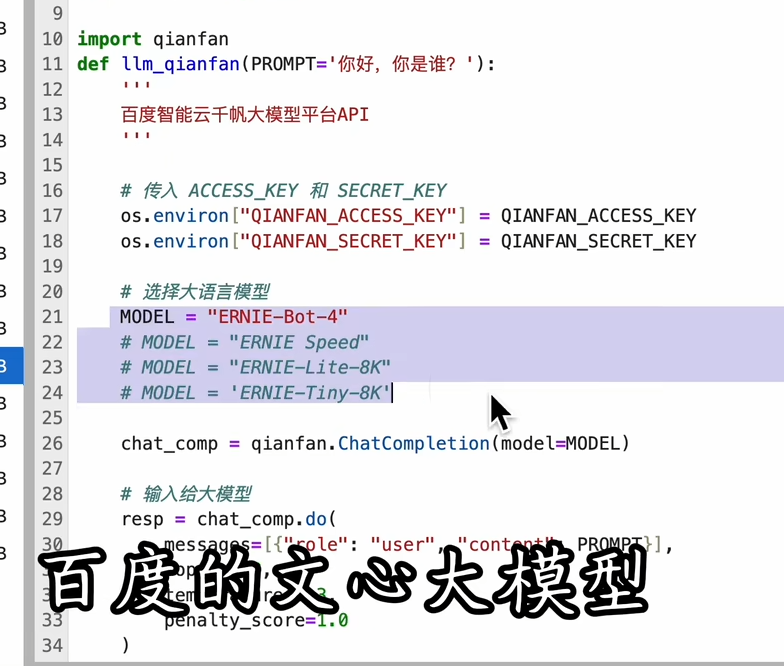 9
10 import qianfan
11 def llm_qianfan(PROMPT='你好，你是谁？'):
12 '''
13 百度智能云千帆大模型平台API
14 '''
15
16 # 传入 ACCESS_KEY 和 SECRET_KEY
17 os.environ["QIANFAN_ACCESS_KEY"] = QIANFAN_ACCESS_KEY
18 os.environ["QIANFAN_SECRET_KEY"] = QIANFAN_SECRET_KEY
19
20 # 选择大语言模型
21 MODEL = "ERNIE-Bot-4"
22 # MODEL = "ERNIE Speed"
23 # MODEL = "ERNIE-Lite-8K"
24 # MODEL = 'ERNIE-Tiny-8K'
25
26 chat_comp = qianfan.ChatCompletion(model=MODEL)
27
28 # 输入给大模型
29 resp = chat_comp.do(
30 messages=[{"role": "user", "content": PROMPT}],
百度的文心大模型
33 penalty_score=1.0
34 )